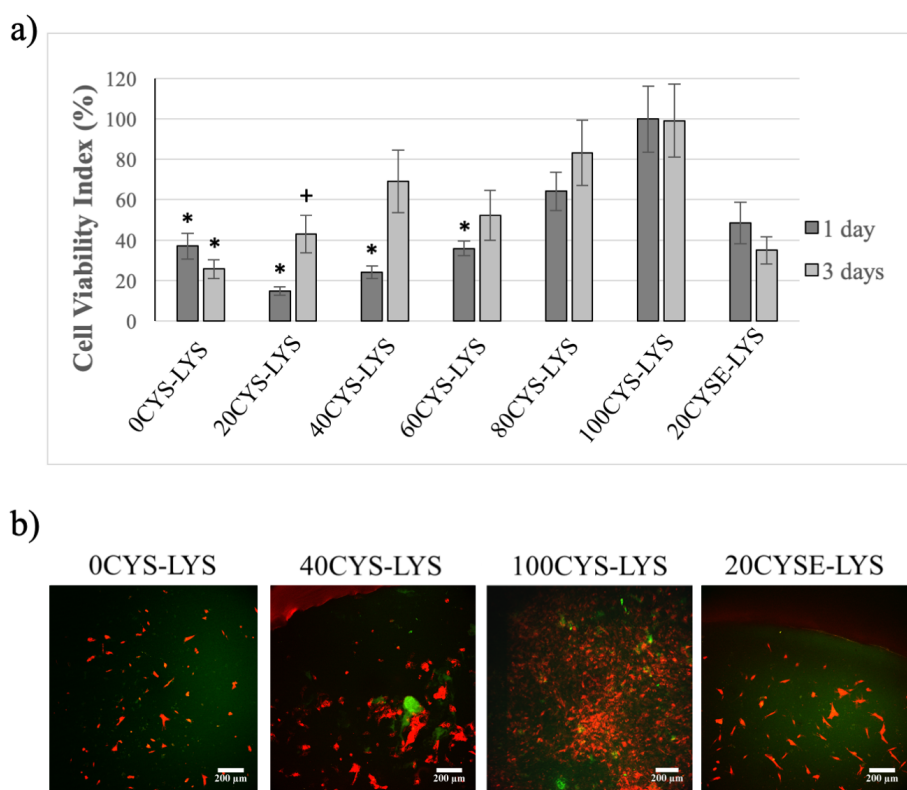 a)
Cell Viability Index (%)
120
100
80
60
40
20
0
*
*
*
+
*
*
0CYS-LYS
20CYS-LYS
40CYS-LYS
60CYS-LYS
80CYS-LYS
100CYS-LYS
20CYSE-LYS
1 day
3 days
b)
0CYS-LYS 40CYS-LYS 100CYS-LYS 20CYSE-LYS
200 µm 200 µm 200 µm 200 µm